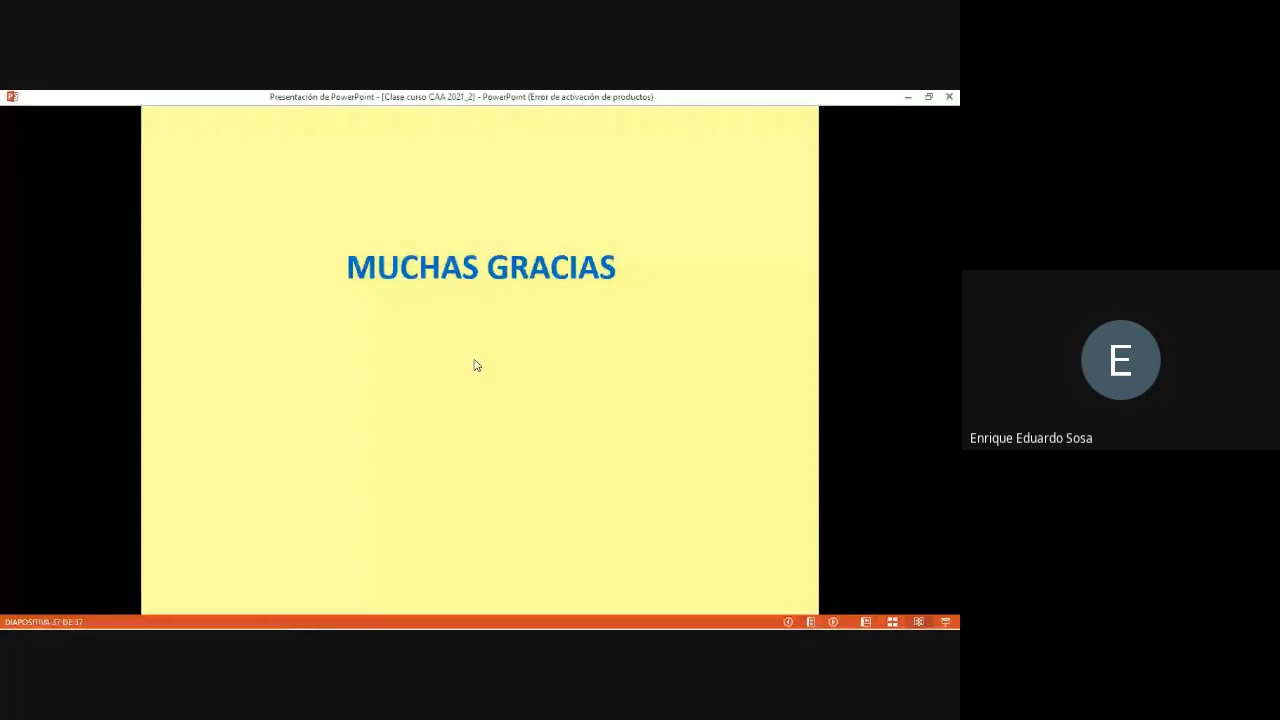 Presentación de PowerPoint - [Clase curso CAA 2021_2] - PowerPoint (Error de activación de productos)
MUCHAS GRACIAS
E
Enrique Eduardo Sosa
DIAPOSITIVA 37 DE 37